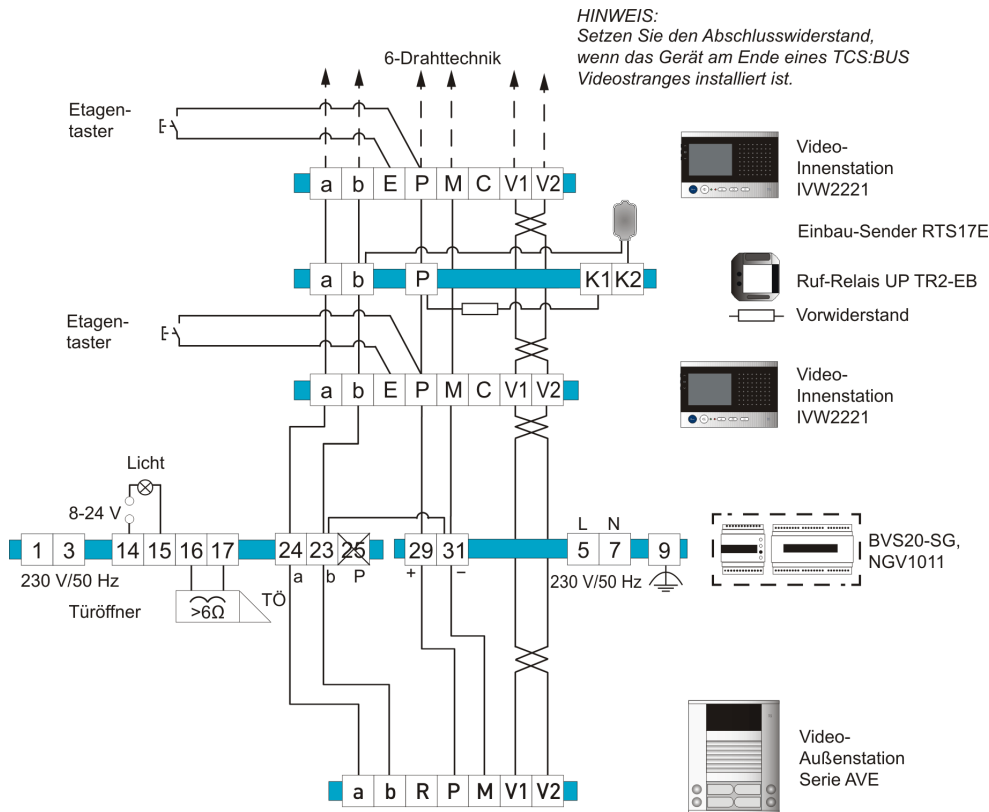 HINWEIS:
Setzen Sie den Abschlusswiderstand,
wenn das Gerät am Ende eines TCS:BUS
Videostranges installiert ist.
6-Drahttechnik
Etagen-
taster
a b E P M C V1 V2
Video-
Innenstation
IVW2221
Einbau-Sender RTS17E
a b P K1 K2
Ruf-Relais UP TR2-EB
Vorwiderstand
Etagen-
taster
a b E P M C V1 V2
Video-
Innenstation
IVW2221
Licht
8-24 V
L N
1 3 14 15 16 17 24 23 25 29 31 5 7 9
a b P + –
230 V/50 Hz
230 V/50 Hz
BVS20-SG,
NGV1011
Türöffner
>6Ω
TÖ
Video-
Außenstation
Serie AVE
a b R P M V1 V2